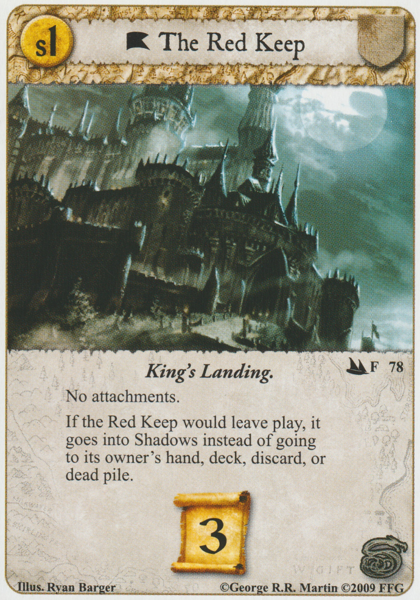 s1
The Red Keep
King's Landing.
F 78
No attachments.
If the Red Keep would leave play, it
goes into Shadows instead of going
to its owner's hand, deck, discard, or
dead pile.
3
Illus. Ryan Barger
©George R.R. Martin ©2009 FFG